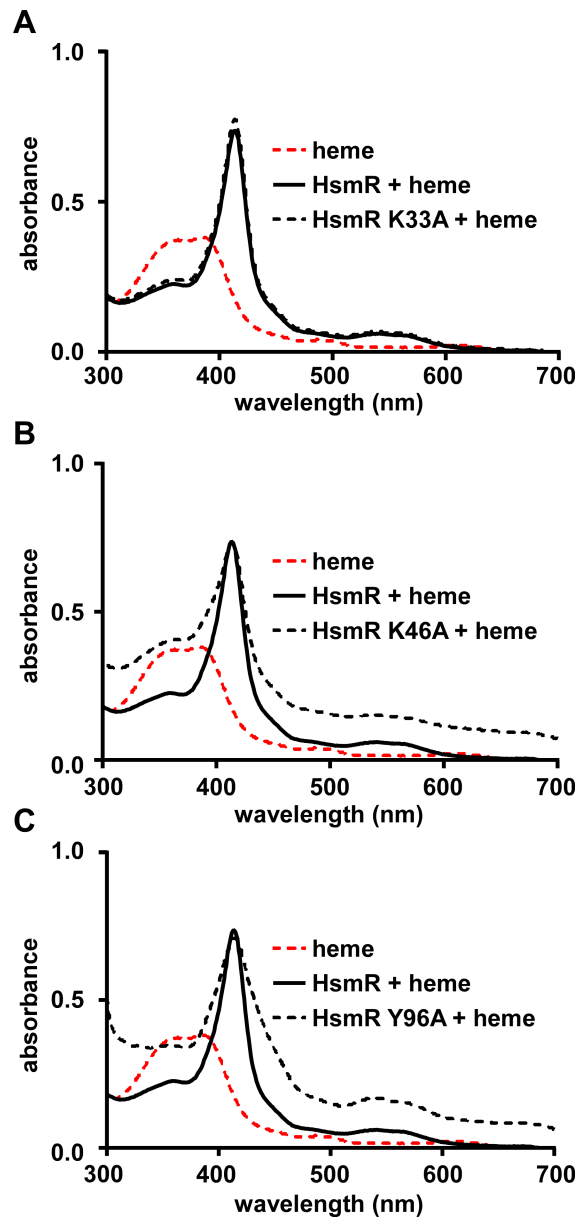 A
1.0
heme
HsmR + heme
HsmR K33A + heme
0.5
absorbance
0.0
300 400 500 600 700
wavelength (nm)
B
1.0
heme
HsmR + heme
HsmR K46A + heme
0.5
absorbance
0.0
300 400 500 600 700
wavelength (nm)
C
1.0
heme
HsmR + heme
HsmR Y96A + heme
0.5
absorbance
0.0
300 400 500 600 700
wavelength (nm)